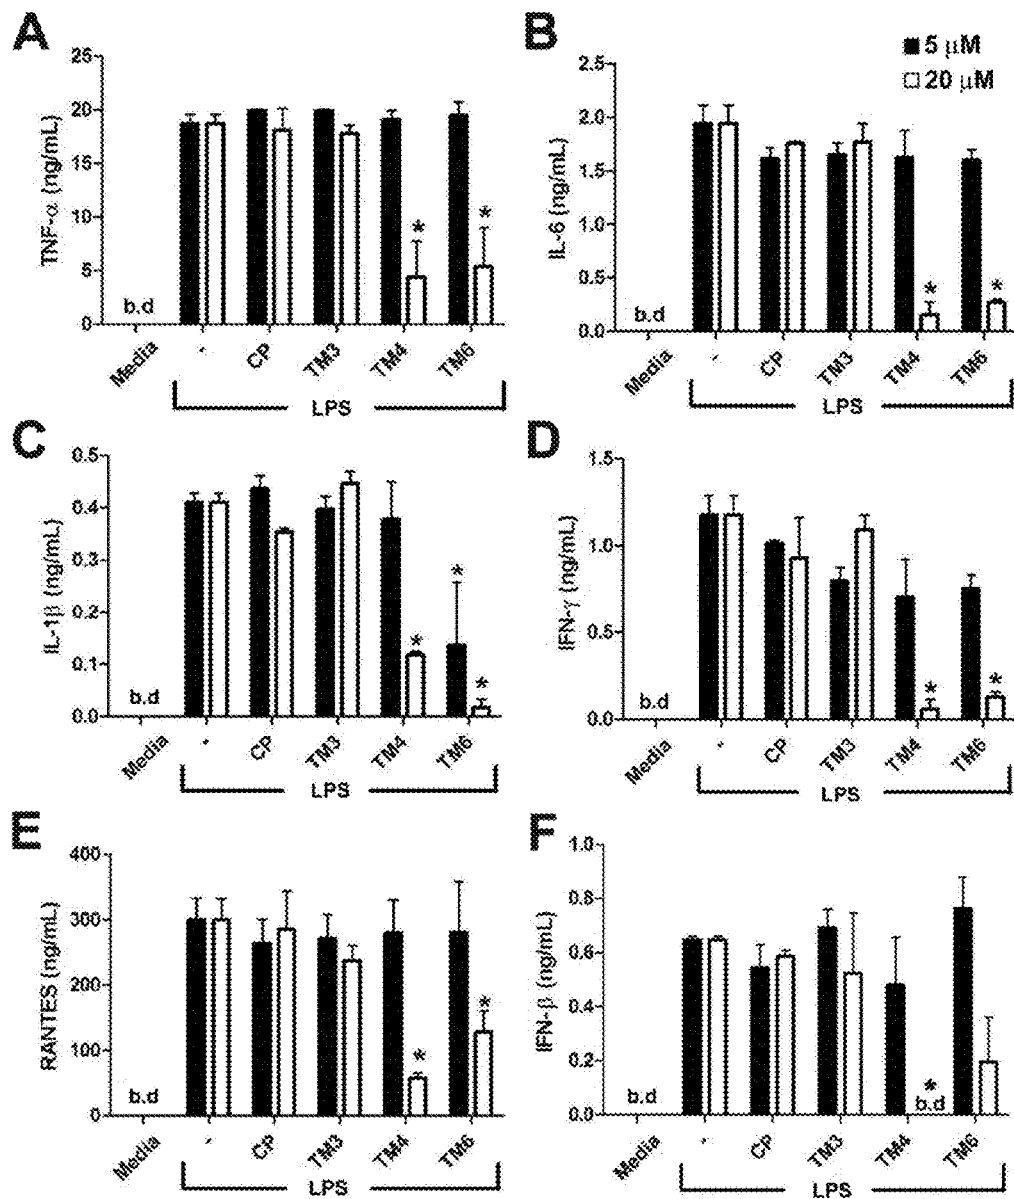 A
TNF-α (ng/mL)
25
20
15
10
5
0
b.d
*
*
Media
-
CP
TM3
TM4
TM6
LPS
B
5 μM
20 μM
IL-6 (ng/mL)
2.5
2.0
1.5
1.0
0.5
0.0
b.d
*
*
Media
-
CP
TM3
TM4
TM6
LPS
C
IL-1β (ng/mL)
0.5
0.4
0.3
0.2
0.1
0.0
b.d
*
*
*
Media
-
CP
TM3
TM4
TM6
LPS
D
IFN-γ (ng/mL)
1.5
1.0
0.5
0.0
b.d
*
*
Media
-
CP
TM3
TM4
TM6
LPS
E
RANTES (ng/mL)
400
300
200
100
0
b.d
*
*
Media
-
CP
TM3
TM4
TM6
LPS
F
IFN-β (ng/mL)
1.0
0.8
0.6
0.4
0.2
0.0
b.d
*
b.d
Media
-
CP
TM3
TM4
TM6
LPS